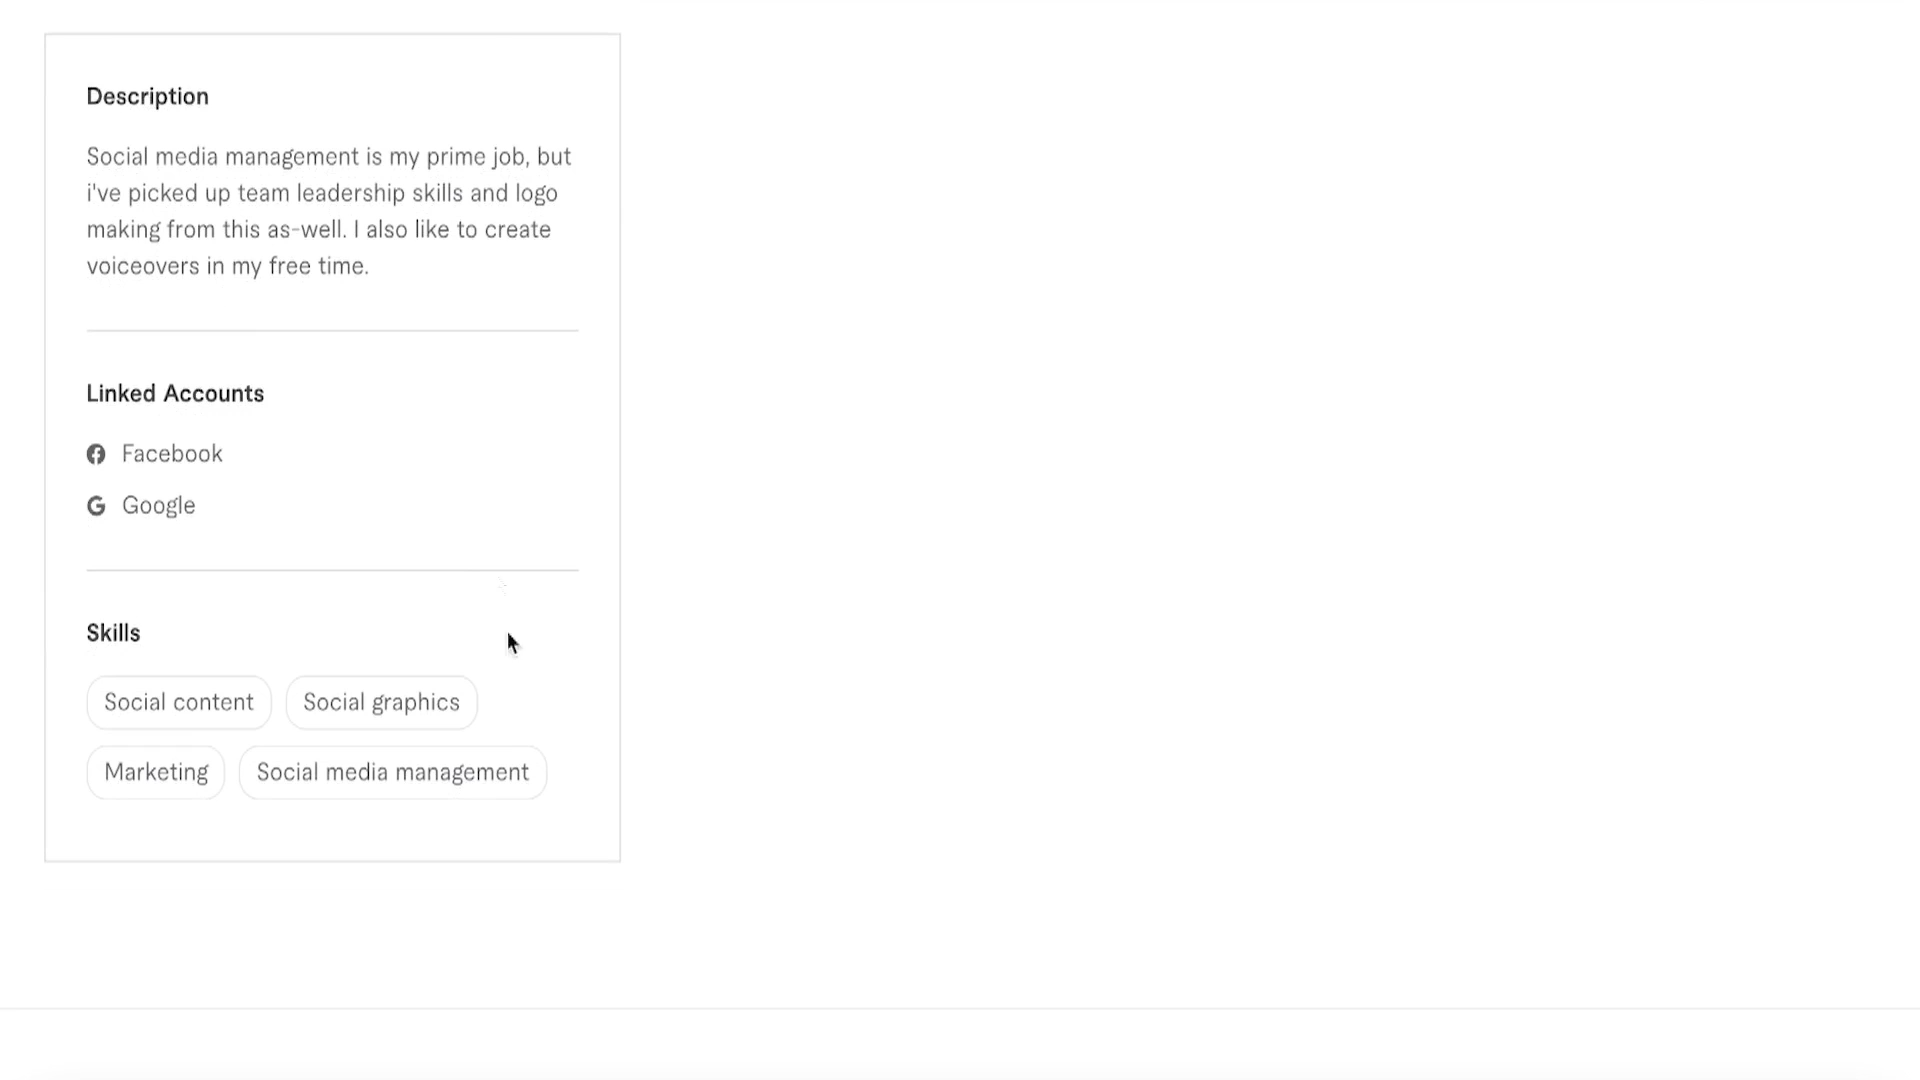 Description
Social media management is my prime job, but
i've picked up team leadership skills and logo
making from this as-well. I also like to create
voiceovers in my free time.
Linked Accounts
Facebook
Google
Skills
Social content Social graphics
Marketing Social media management